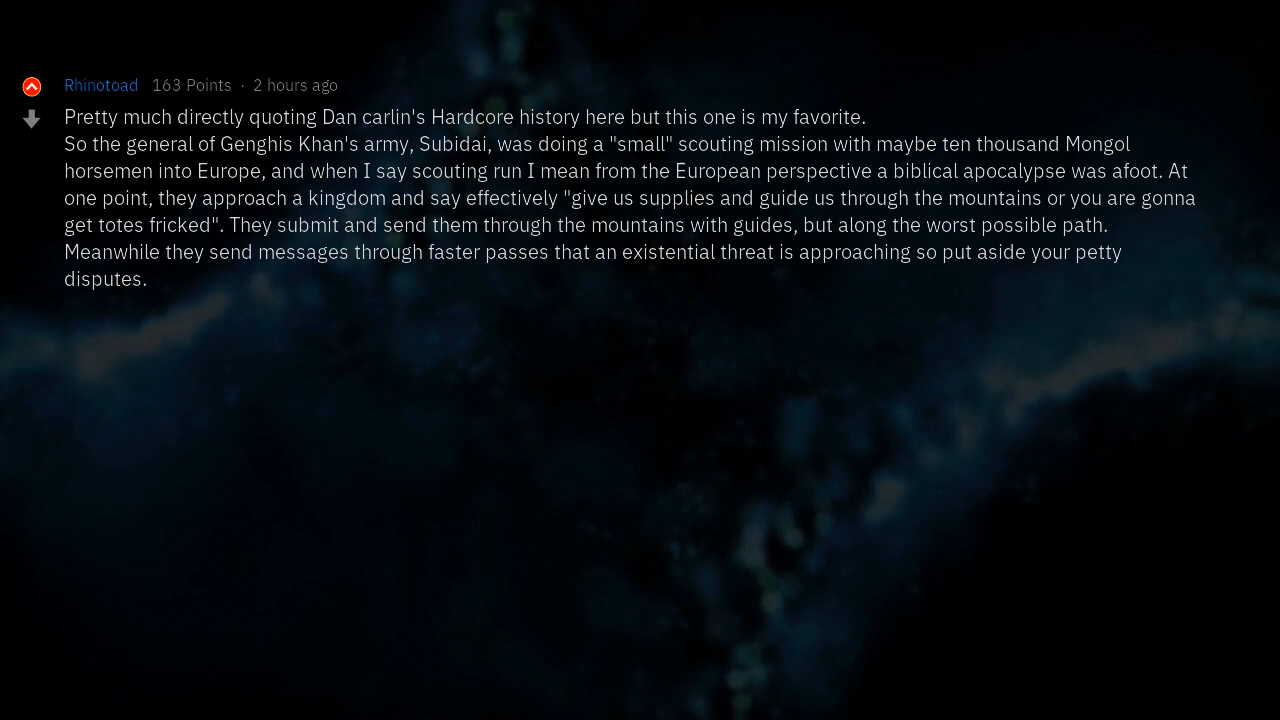 Rhinotoad 163 Points · 2 hours ago
Pretty much directly quoting Dan carlin's Hardcore history here but this one is my favorite.
So the general of Genghis Khan's army, Subidai, was doing a "small" scouting mission with maybe ten thousand Mongol
horsemen into Europe, and when I say scouting run I mean from the European perspective a biblical apocalypse was afoot. At
one point, they approach a kingdom and say effectively "give us supplies and guide us through the mountains or you are gonna
get totes fricked". They submit and send them through the mountains with guides, but along the worst possible path.
Meanwhile they send messages through faster passes that an existential threat is approaching so put aside your petty
disputes.